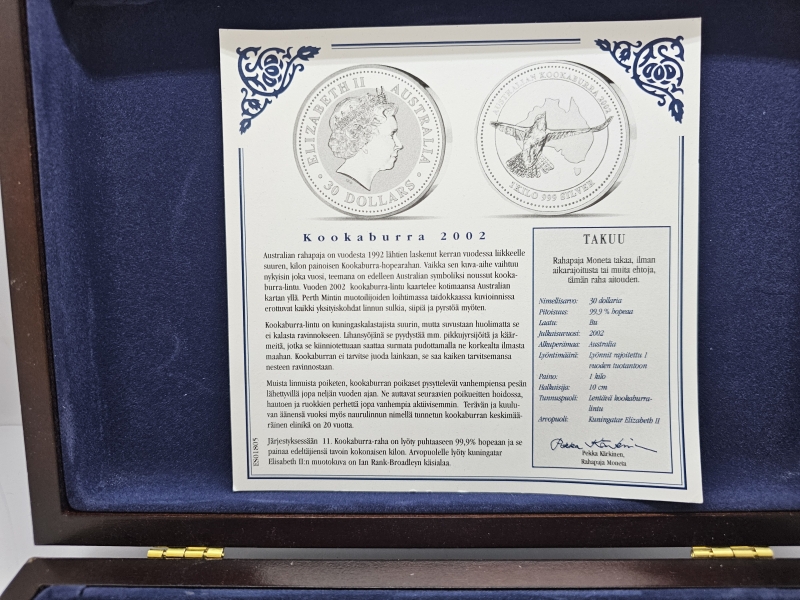 ELIZABETH II AUSTRALIA
30 DOLLARS
AUSTRALIAN KOOKABURRA 2002
1 KILO 999 SILVER
Kookaburra 2002
Australian rahapaja on vuodesta 1992 lähtien laskenut kerran vuodessa liikkeelle
suuren, kilon painoisen Kookaburra-hopearahan. Vaikka sen kuva-aihe vaihtuu
nykyisin joka vuosi, teemana on edelleen Australian symboliksi noussut kooka-
burra-lintu. Vuoden 2002 kookaburra-lintu kaartelee kotimaansa Australian
kartan yllä. Perth Mintin muotoilijoiden loihtimassa taidokkaassa kuvioinnissa
erottuvat kaikki yksityiskohdat linnun sulkia, siipiä ja pyrstöä myöten.
Kookaburra-lintu on kuningaskalastajista suurin, mutta suvustaan huolimatta se
ei kalasta ravinnokseen. Lihansyöjänä se pyydystää mm. pikkujyrsijöitä ja käär-
meitä, jotka se kiinniotettuaan saattaa surmata pudottamalla ne korkealta ilmasta
maahan. Kookaburran ei tarvitse juoda lainkaan, se saa kaiken tarvitsemansa
nesteen ravinnostaan.
Muista linnuista poiketen, kookaburran poikaset pysyttelevät vanhempiensa pesän
lähettyvillä jopa neljän vuoden ajan. Ne auttavat seuraavien poikueitten hoidossa,
hautoen ja ruokkien perhettä jopa vanhempia aktiivisemmin. Terävän ja kuulu-
van äänensä vuoksi myös naurulinnun nimellä tunnetun kookaburran keskimää-
räinen elinikä on 20 vuotta.
Järjestyksessään 11. Kookaburra-raha on lyöty puhtaaseen 99,9% hopeaan ja se
painaa edeltäjiensä tavoin kokonaisen kilon. Arvopuolelle lyöty kuningatar
Elisabeth II:n muotokuva on Ian Rank-Broadleyn käsialaa.
ES01805
TAKUU
Rahapaja Moneta takaa, ilman
aikarajoitusta tai muita ehtoja,
tämän raha aitouden.
Nimellisarvo: 30 dollaria
Pitoisuus: 99,9 % hopeaa
Laatu: Bu
Julkaisuvuosi: 2002
Alkuperämaa: Australia
Lyöntimäärä: Lyönnit rajoitettu 1
vuoden tuotantoon
Paino: 1 kilo
Halkaisija: 10 cm
Tunnuspuoli: Lentävä kookaburra-
lintu
Arvopuoli: Kuningatar Elizabeth II
Pekka Kärkinen,
Rahapaja Moneta